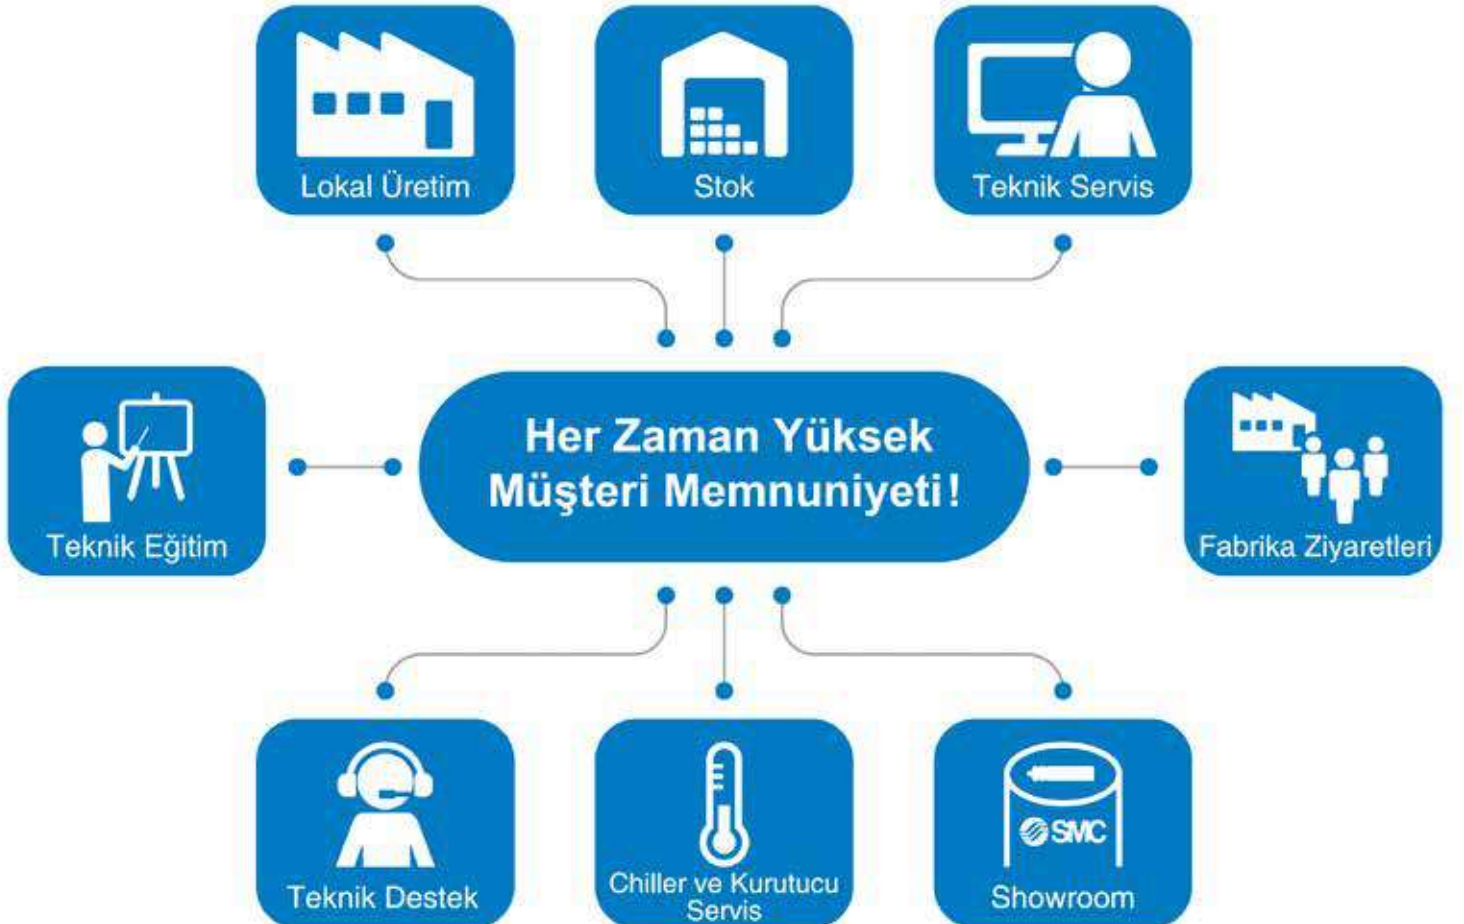 Lokal Üretim
Stok
Teknik Servis
Teknik Eğitim
Her Zaman Yüksek
Müşteri Memnuniyeti!
Fabrika Ziyaretleri
Teknik Destek
Chiller ve Kurutucu
Servis
SMC
Showroom